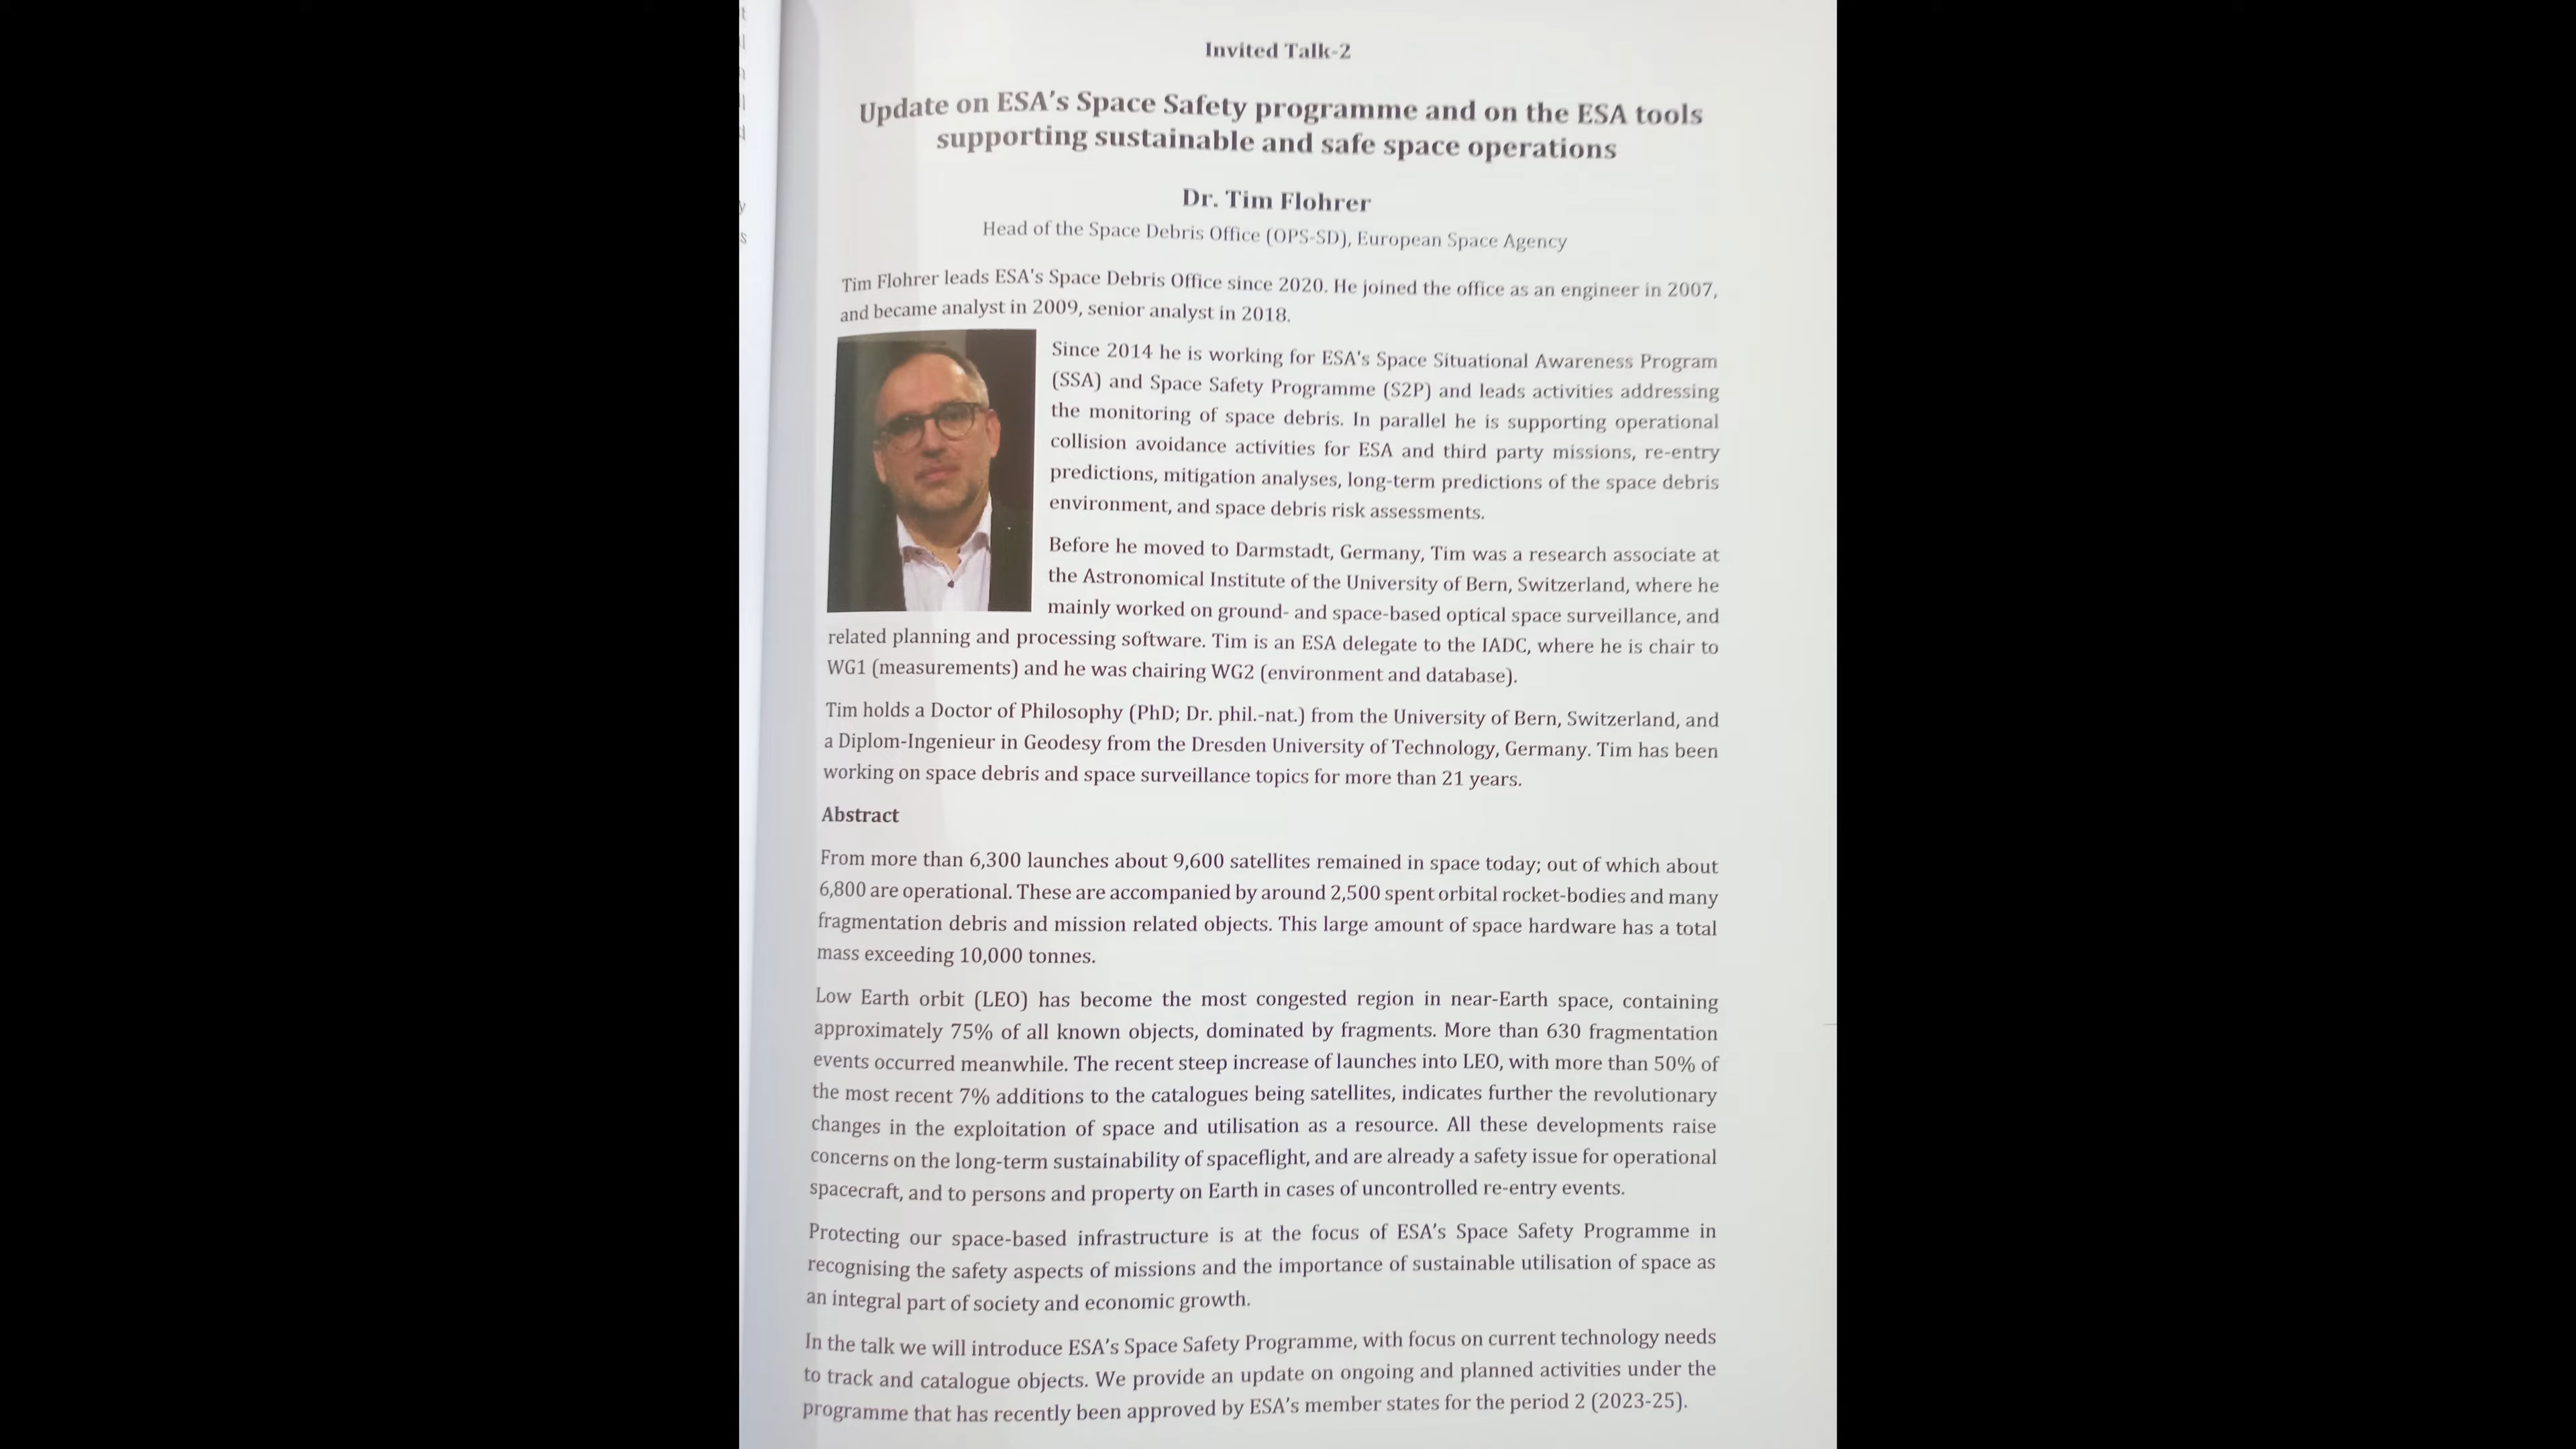 Invited Talk-2
Update on ESA's Space Safety programme and on the ESA tools
supporting sustainable and safe space operations
Dr. Tim Flohrer
Head of the Space Debris Office (OPS-SD), European Space Agency
Tim Flohrer leads ESA's Space Debris Office since 2020. He joined the office as an engineer in 2007,
and became analyst in 2009, senior analyst in 2018.
Since 2014 he is working for ESA's Space Situational Awareness Program
(SSA) and Space Safety Programme (S2P) and leads activities addressing
the monitoring of space debris. In parallel he is supporting operational
collision avoidance activities for ESA and third party missions, re-entry
predictions, mitigation analyses, long-term predictions of the space debris
environment, and space debris risk assessments.
Before he moved to Darmstadt, Germany, Tim was a research associate at
the Astronomical Institute of the University of Bern, Switzerland, where he
mainly worked on ground- and space-based optical space surveillance, and
related planning and processing software. Tim is an ESA delegate to the IADC, where he is chair to
WG1 (measurements) and he was chairing WG2 (environment and database).
Tim holds a Doctor of Philosophy (PhD; Dr. phil.-nat.) from the University of Bern, Switzerland, and
a Diplom-Ingenieur in Geodesy from the Dresden University of Technology, Germany. Tim has been
working on space debris and space surveillance topics for more than 21 years.
Abstract
From more than 6,300 launches about 9,600 satellites remained in space today; out of which about
6,800 are operational. These are accompanied by around 2,500 spent orbital rocket-bodies and many
fragmentation debris and mission related objects. This large amount of space hardware has a total
mass exceeding 10,000 tonnes.
Low Earth orbit (LEO) has become the most congested region in near-Earth space, containing
approximately 75% of all known objects, dominated by fragments. More than 630 fragmentation
events occurred meanwhile. The recent steep increase of launches into LEO, with more than 50% of
the most recent 7% additions to the catalogues being satellites, indicates further the revolutionary
changes in the exploitation of space and utilisation as a resource. All these developments raise
concerns on the long-term sustainability of spaceflight, and are already a safety issue for operational
spacecraft, and to persons and property on Earth in cases of uncontrolled re-entry events.
Protecting our space-based infrastructure is at the focus of ESA's Space Safety Programme in
recognising the safety aspects of missions and the importance of sustainable utilisation of space as
an integral part of society and economic growth.
In the talk we will introduce ESA's Space Safety Programme, with focus on current technology needs
to track and catalogue objects. We provide an update on ongoing and planned activities under the
programme that has recently been approved by ESA's member states for the period 2 (2023-25).